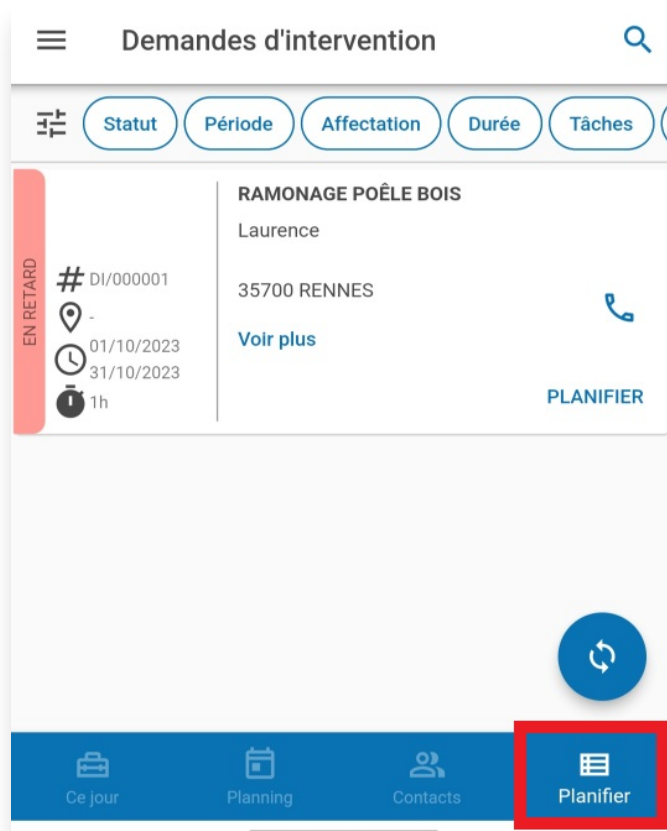 Demandes d'intervention
Statut
Période
Affectation
Durée
Tâches
EN RETARD
# DI/000001
-
01/10/2023
31/10/2023
1h
RAMONAGE POÊLE BOIS
Laurence
35700 RENNES
Voir plus
PLANIFIER
Ce jour
Planning
Contacts
Planifier